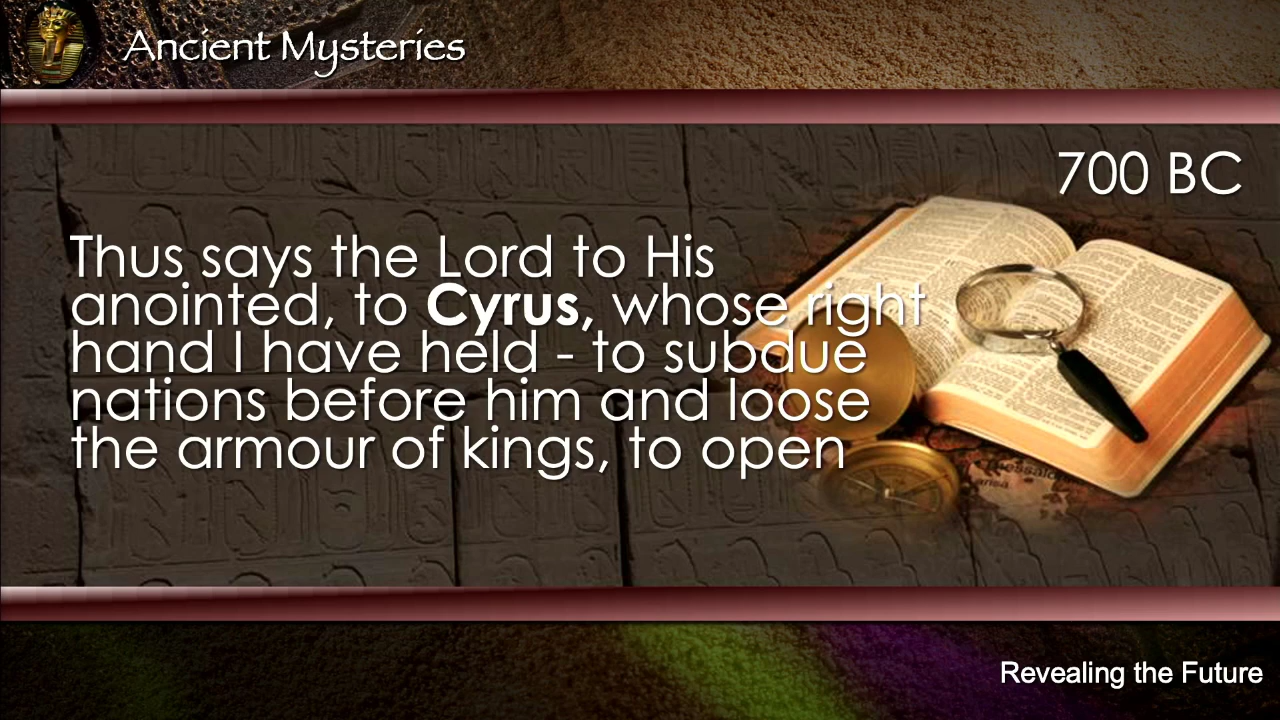 Ancient Mysteries
700 BC
Thus says the Lord to His
anointed, to Cyrus, whose right
hand I have held - to subdue
nations before him and loose
the armour of kings, to open
Revealing the Future